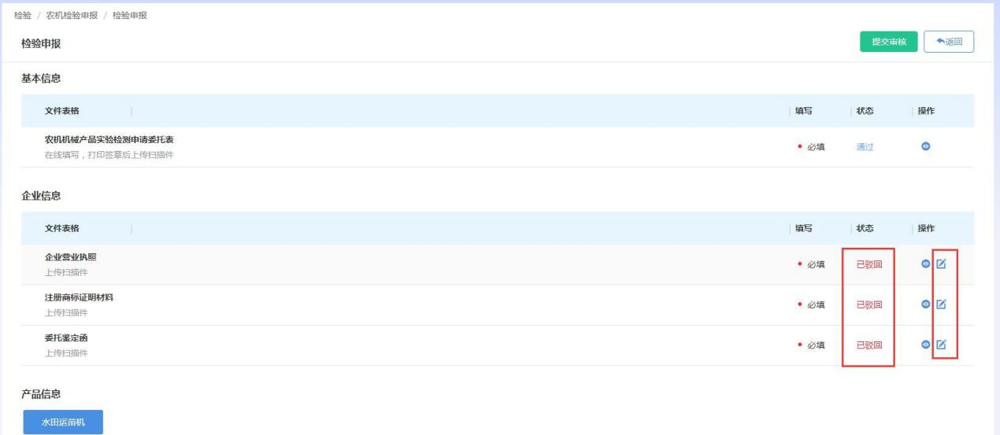 检验 / 农机检验申报 / 检验申报
检验申报
提交审核
返回
基本信息
文件表格 填写 状态 操作
农机机械产品实验检测申请委托表
在线填写，打印签章后上传扫描件
必填 通过
企业信息
文件表格 填写 状态 操作
企业营业执照
上传扫描件
必填 已驳回
注册商标证明材料
上传扫描件
必填 已驳回
委托鉴定函
上传扫描件
必填 已驳回
产品信息
水田运苗机